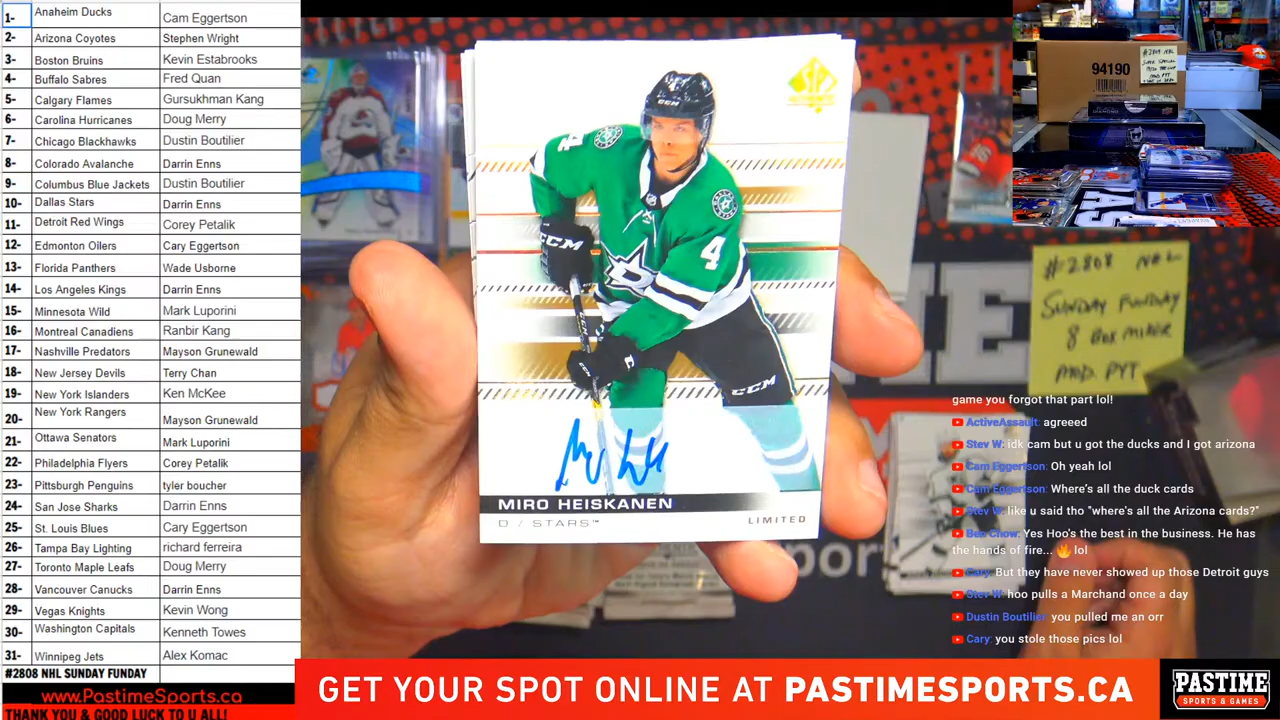 1- Anaheim Ducks Cam Eggertson
2- Arizona Coyotes Stephen Wright
3- Boston Bruins Kevin Estabrooks
4- Buffalo Sabres Fred Quan
5- Calgary Flames Gursukhman Kang
6- Carolina Hurricanes Doug Merry
7- Chicago Blackhawks Dustin Boutilier
8- Colorado Avalanche Darrin Enns
9- Columbus Blue Jackets Dustin Boutilier
10- Dallas Stars Darrin Enns
11- Detroit Red Wings Corey Petalik
12- Edmonton Oilers Cary Eggertson
13- Florida Panthers Wade Usborne
14- Los Angeles Kings Darrin Enns
15- Minnesota Wild Mark Luporini
16- Montreal Canadiens Ranbir Kang
17- Nashville Predators Mayson Grunewald
18- New Jersey Devils Terry Chan
19- New York Islanders Ken McKee
20- New York Rangers Mayson Grunewald
21- Ottawa Senators Mark Luporini
22- Philadelphia Flyers Corey Petalik
23- Pittsburgh Penguins tyler boucher
24- San Jose Sharks Darrin Enns
25- St. Louis Blues Cary Eggertson
26- Tampa Bay Lighting richard ferreira
27- Toronto Maple Leafs Doug Merry
28- Vancouver Canucks Darrin Enns
29- Vegas Knights Kevin Wong
30- Washington Capitals Kenneth Towes
31- Winnipeg Jets Alex Komac
#2808 NHL SUNDAY FUNDAY
www.PastimeSports.ca
THANK YOU & GOOD LUCK TO U ALL!
CCM
4
4
CCM
CCM
MIRO HEISKANEN
D / STARS™
LIMITED
94190
#2808 NHL
SUNDAY FUNDAY
8 BOX MIXER
MOD. PYT
game you forgot that part lol!
ActiveAssault: agreeed
Stev W: idk cam but u got the ducks and I got arizona
Cam Eggertson: Oh yeah lol
Cam Eggertson: Where's all the duck cards
Stev W: like u said tho "where's all the Arizona cards?"
Ben Chow: Yes Hoo's the best in the business. He has
the hands of fire... 🔥 lol
Cary: But they have never showed up those Detroit guys
Stev W: hoo pulls a Marchand once a day
Dustin Boutilier: you pulled me an orr
Cary: you stole those pics lol
GET YOUR SPOT ONLINE AT PASTIMESPORTS.CA
PASTIME
SPORTS & GAMES